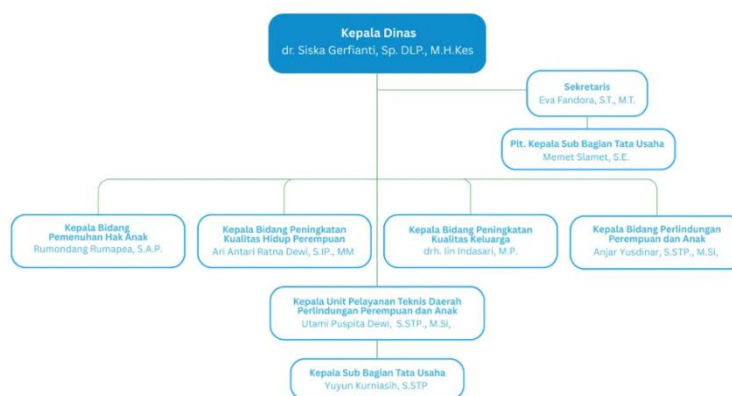 Kepala Dinas
dr. Siska Gerfianti, Sp. DLP., M.H.Kes
Sekretaris
Eva Fandora, S.T., M.T.
Plt. Kepala Sub Bagian Tata Usaha
Memet Slamet, S.E.
Kepala Bidang
Pemenuhan Hak Anak
Rumondang Rumapea, S.A.P.
Kepala Bidang Peningkatan
Kualitas Hidup Perempuan
Ari Antari Ratna Dewi, S.IP., MM
Kepala Bidang Peningkatan
Kualitas Keluarga
drh. Iin Indasari, M.P.
Kepala Bidang Perlindungan
Perempuan dan Anak
Anjar Yusdinar, S.STP., M.Si,
Kepala Unit Pelayanan Teknis Daerah
Perlindungan Perempuan dan Anak
Utami Puspita Dewi, S.STP., M.Si,
Kepala Sub Bagian Tata Usaha
Yuyun Kurniasih, S.STP